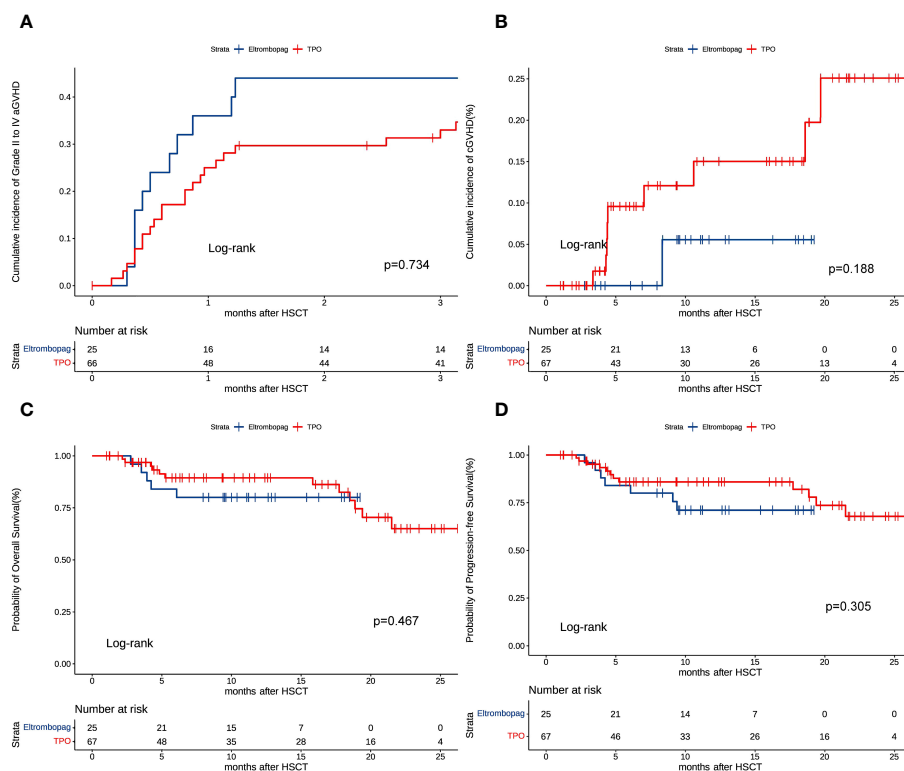 A
Strata Eltrombopag TPO
Cumulative incidence of Grade II to IV aGVHD
0.4
0.3
0.2
0.1
0.0
Log-rank
p=0.734
0 1 2 3
months after HSCT
Number at risk
Strata
Eltrombopag 25 16 14 14
TPO 66 48 44 41
0 1 2 3
months after HSCT
B
Strata Eltrombopag TPO
Cumulative incidence of cGVHD(%)
0.25
0.20
0.15
0.10
0.05
0.00
Log-rank
p=0.188
0 5 10 15 20 25
months after HSCT
Number at risk
Strata
Eltrombopag 25 21 13 6 0 0
TPO 67 43 30 26 13 4
0 5 10 15 20 25
months after HSCT
C
Strata Eltrombopag TPO
Probability of Overall Survival(%)
1.00
0.75
0.50
0.25
0.00
p=0.467
Log-rank
0 5 10 15 20 25
months after HSCT
Number at risk
Strata
Eltrombopag 25 21 15 7 0 0
TPO 67 48 35 28 16 4
0 5 10 15 20 25
months after HSCT
D
Strata Eltrombopag TPO
Probability of Progression-free Survival(%)
1.00
0.75
0.50
0.25
0.00
p=0.305
Log-rank
0 5 10 15 20 25
months after HSCT
Number at risk
Strata
Eltrombopag 25 21 14 7 0 0
TPO 67 46 33 26 16 4
0 5 10 15 20 25
months after HSCT